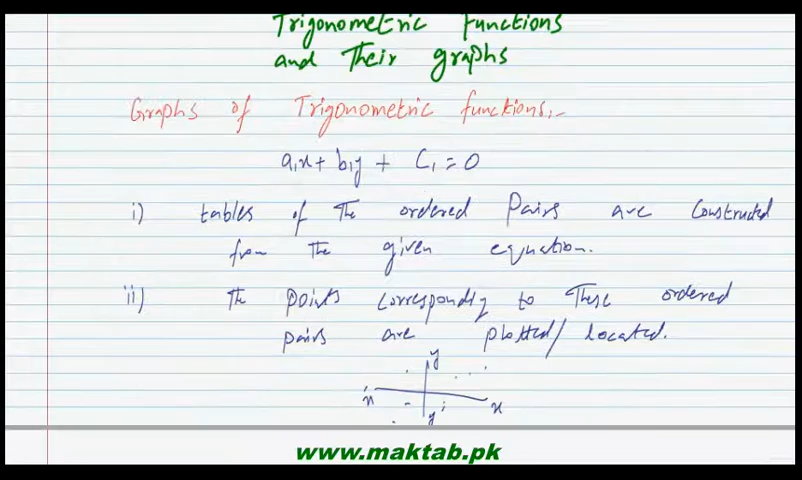 Trigonometric functions
and Their graphs
Graphs of Trigonometric functions:-
a₁x + b₁y + C₁ = 0
i) tables of The ordered Pairs are Constructed
from The given equation.
ii) The points corresponding to These ordered
pairs are plotted/located.
y
x x
y'
www.maktab.pk